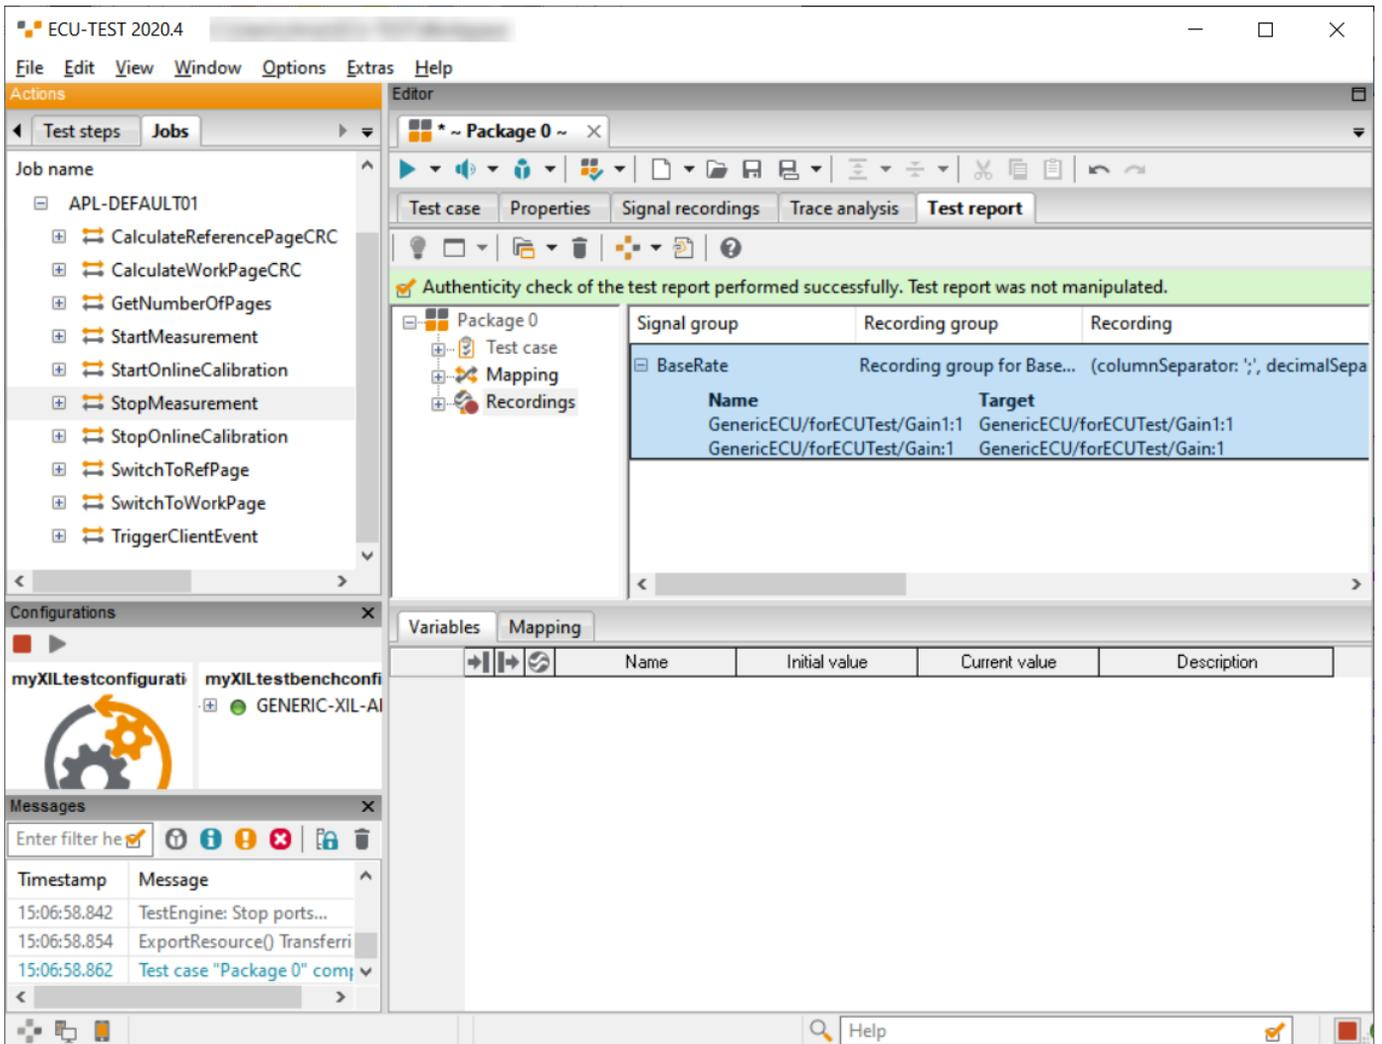 ECU-TEST 2020.4
File Edit View Window Options Extras Help
Actions
Test steps Jobs
Job name
APL-DEFAULT01
CalculateReferencePageCRC
CalculateWorkPageCRC
GetNumberOfPages
StartMeasurement
StartOnlineCalibration
StopMeasurement
StopOnlineCalibration
SwitchToRefPage
SwitchToWorkPage
TriggerClientEvent
Configurations
myXILtestconfigurati myXILtestbenchconfi
GENERIC-XIL-AI
Messages
Enter filter he
Timestamp Message
15:06:58.842 TestEngine: Stop ports...
15:06:58.854 ExportResource() Transferri
15:06:58.862 Test case "Package 0" comp
Editor
* ~ Package 0 ~
Test case Properties Signal recordings Trace analysis Test report
Authenticity check of the test report performed successfully. Test report was not manipulated.
Package 0
Test case
Mapping
Recordings
Signal group Recording group Recording
BaseRate Recording group for Base... (columnSeparator: ';', decimalSepa
Name Target
GenericECU/forECUTest/Gain1:1 GenericECU/forECUTest/Gain1:1
GenericECU/forECUTest/Gain:1 GenericECU/forECUTest/Gain:1
Variables Mapping
Name Initial value Current value Description
Help